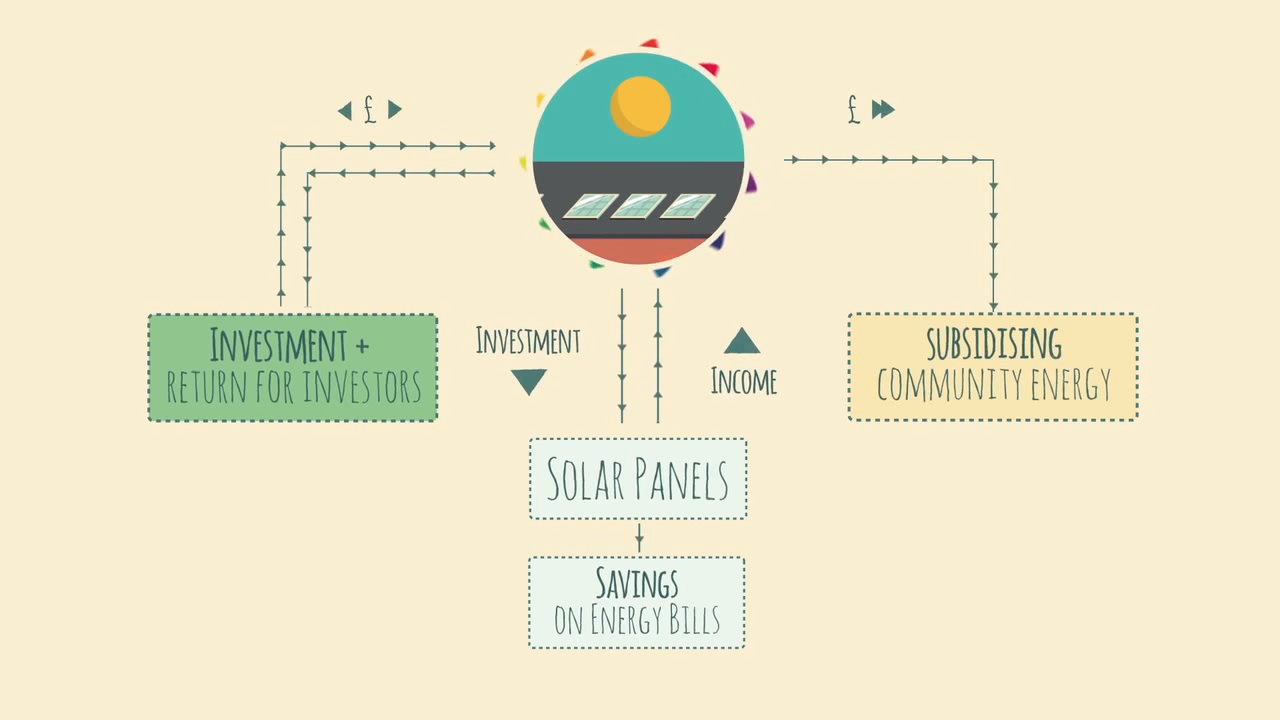 £
£
Investment +
return for investors
Investment
Income
subsidising
community energy
Solar Panels
Savings
on Energy Bills